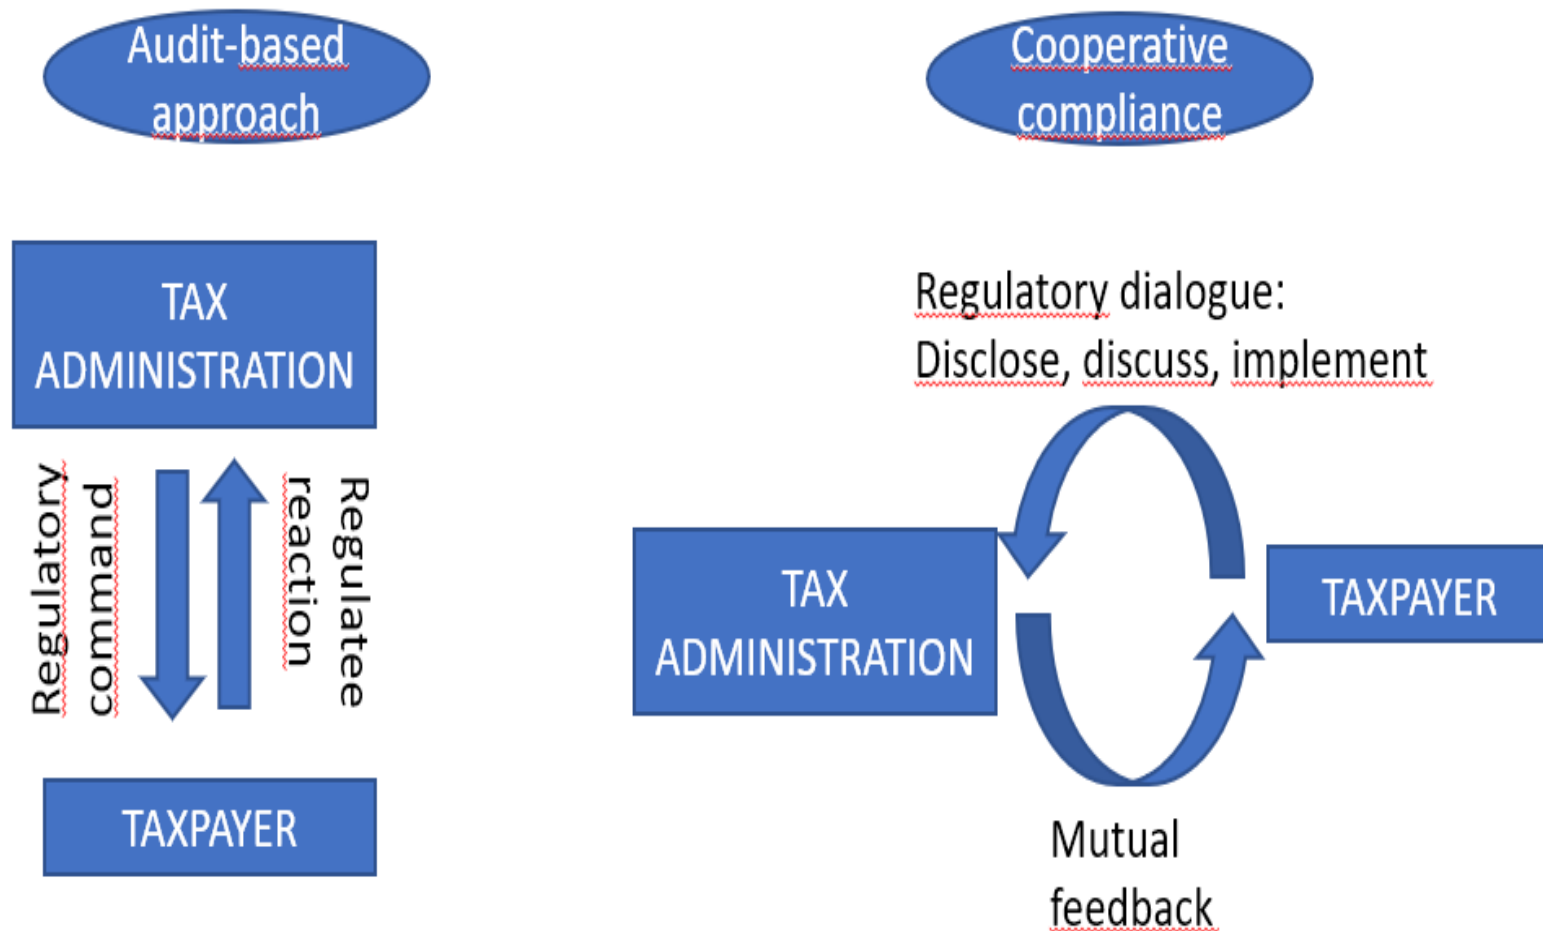 Audit-based
approach
TAX
ADMINISTRATION
Regulatory
command
Regulatee
reaction
TAXPAYER
Cooperative
compliance
Regulatory dialogue:
Disclose, discuss, implement
TAX
ADMINISTRATION
TAXPAYER
Mutual
feedback